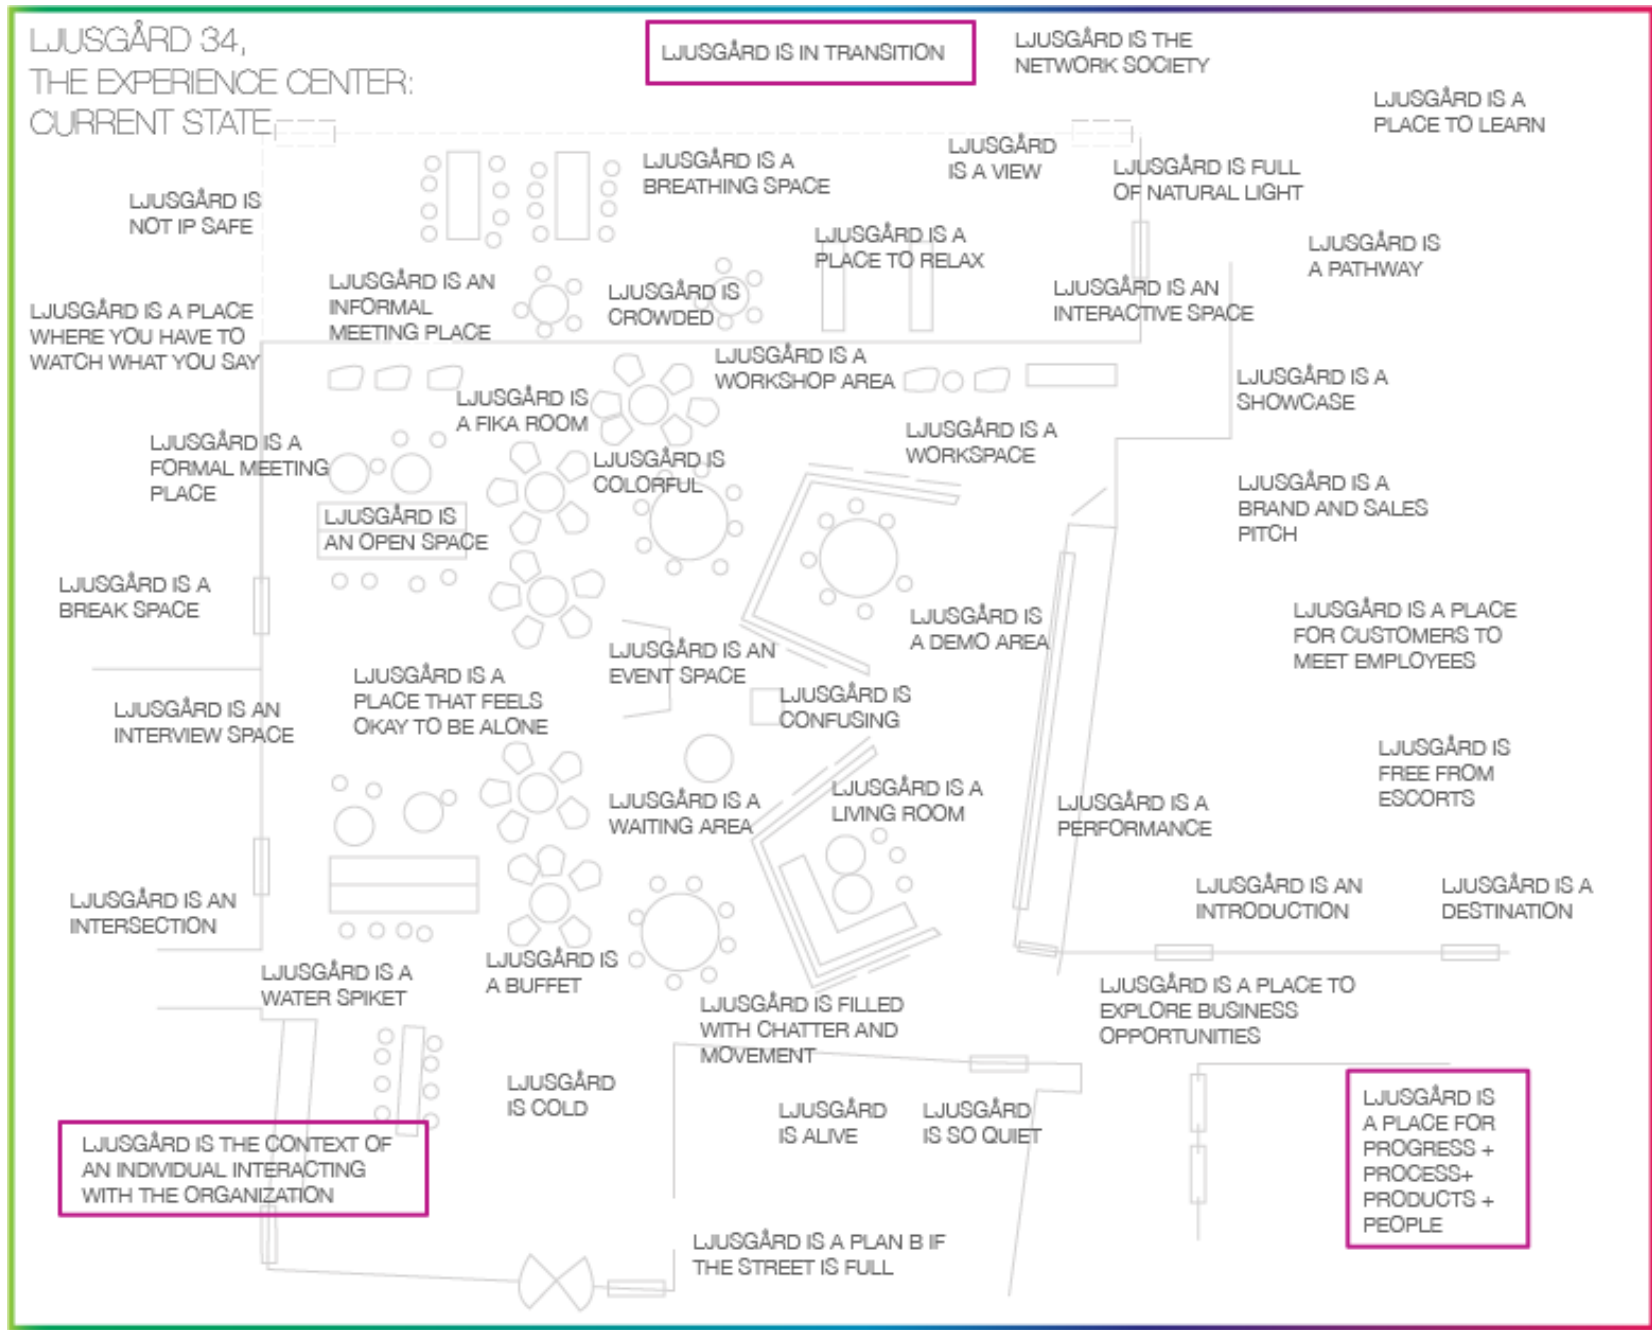 LJUSGÅRD 34,
THE EXPERIENCE CENTER:
CURRENT STATE
LJUSGÅRD IS IN TRANSITION
LJUSGÅRD IS THE
NETWORK SOCIETY
LJUSGÅRD IS A
PLACE TO LEARN
LJUSGÅRD IS A
BREATHING SPACE
LJUSGÅRD
IS A VIEW
LJUSGÅRD IS FULL
OF NATURAL LIGHT
LJUSGÅRD IS
NOT IP SAFE
LJUSGÅRD IS A
PLACE TO RELAX
LJUSGÅRD IS
A PATHWAY
LJUSGÅRD IS A PLACE
WHERE YOU HAVE TO
WATCH WHAT YOU SAY
LJUSGÅRD IS AN
INFORMAL
MEETING PLACE
LJUSGÅRD IS
CROWDED
LJUSGÅRD IS AN
INTERACTIVE SPACE
LJUSGÅRD IS A
WORKSHOP AREA
LJUSGÅRD IS A
SHOWCASE
LJUSGÅRD IS
A FIKA ROOM
LJUSGÅRD IS A
FORMAL MEETING
PLACE
LJUSGÅRD IS
COLORFUL
LJUSGÅRD IS A
WORKSPACE
LJUSGÅRD IS A
BRAND AND SALES
PITCH
LJUSGÅRD IS
AN OPEN SPACE
LJUSGÅRD IS A
BREAK SPACE
LJUSGÅRD IS
A DEMO AREA
LJUSGÅRD IS A PLACE
FOR CUSTOMERS TO
MEET EMPLOYEES
LJUSGÅRD IS AN
EVENT SPACE
LJUSGÅRD IS A
PLACE THAT FEELS
OKAY TO BE ALONE
LJUSGÅRD IS
CONFUSING
LJUSGÅRD IS AN
INTERVIEW SPACE
LJUSGÅRD IS
FREE FROM
ESCORTS
LJUSGÅRD IS A
WAITING AREA
LJUSGÅRD IS A
LIVING ROOM
LJUSGÅRD IS A
PERFORMANCE
LJUSGÅRD IS AN
INTERSECTION
LJUSGÅRD IS AN
INTRODUCTION
LJUSGÅRD IS A
DESTINATION
LJUSGÅRD IS A
WATER SPIKET
LJUSGÅRD IS
A BUFFET
LJUSGÅRD IS FILLED
WITH CHATTER AND
MOVEMENT
LJUSGÅRD IS A PLACE TO
EXPLORE BUSINESS
OPPORTUNITIES
LJUSGÅRD
IS COLD
LJUSGÅRD
IS ALIVE
LJUSGÅRD
IS SO QUIET
LJUSGÅRD IS
A PLACE FOR
PROGRESS +
PROCESS+
PRODUCTS +
PEOPLE
LJUSGÅRD IS THE CONTEXT OF
AN INDIVIDUAL INTERACTING
WITH THE ORGANIZATION
LJUSGÅRD IS A PLAN B IF
THE STREET IS FULL